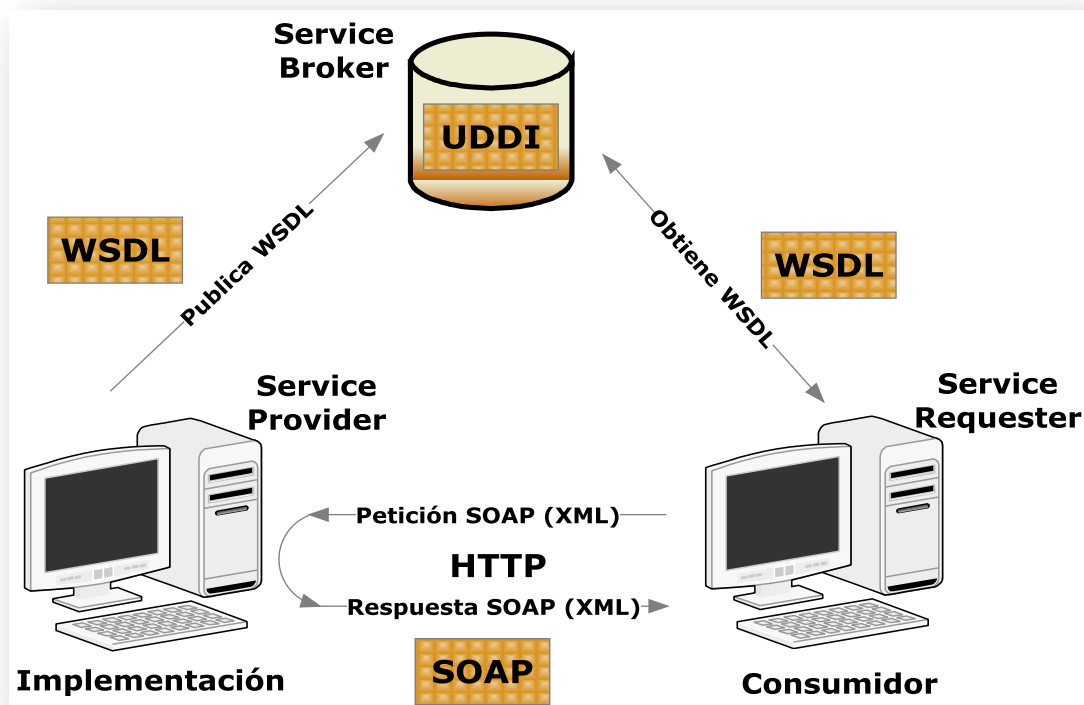 Service
Broker
UDDI
WSDL
Publica WSDL
Obtiene WSDL
WSDL
Service
Provider
Service
Requester
Petición SOAP (XML)
HTTP
Respuesta SOAP (XML)
SOAP
Implementación
Consumidor